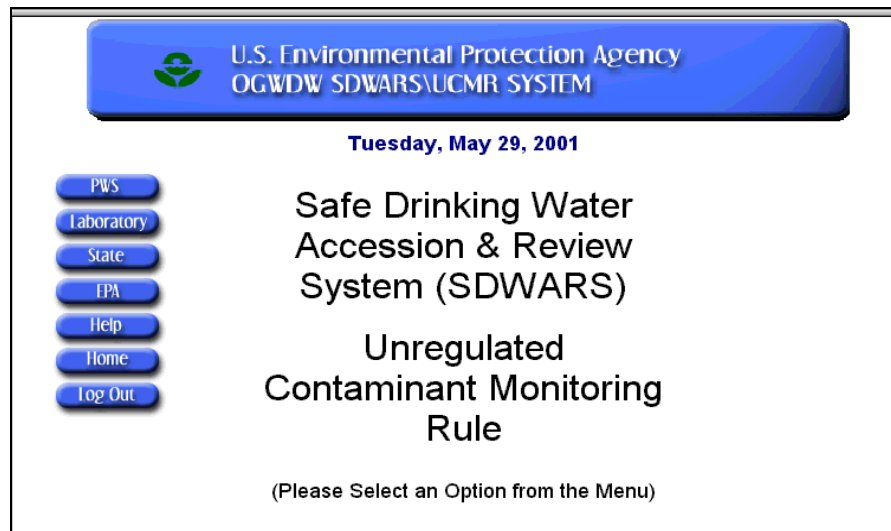 U.S. Environmental Protection Agency
OGWDW SDWARS\UCMR SYSTEM
Tuesday, May 29, 2001
PWS
Laboratory
State
EPA
Help
Home
Log Out
Safe Drinking Water
Accession & Review
System (SDWARS)
Unregulated
Contaminant Monitoring
Rule
(Please Select an Option from the Menu)